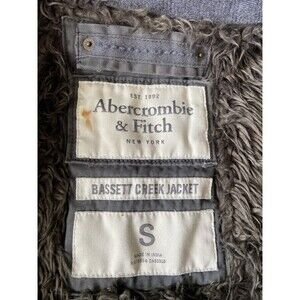 EST. 1892
Abercrombie
& Fitch
NEW YORK
BASSETT CREEK JACKET
S
MADE IN INDIA